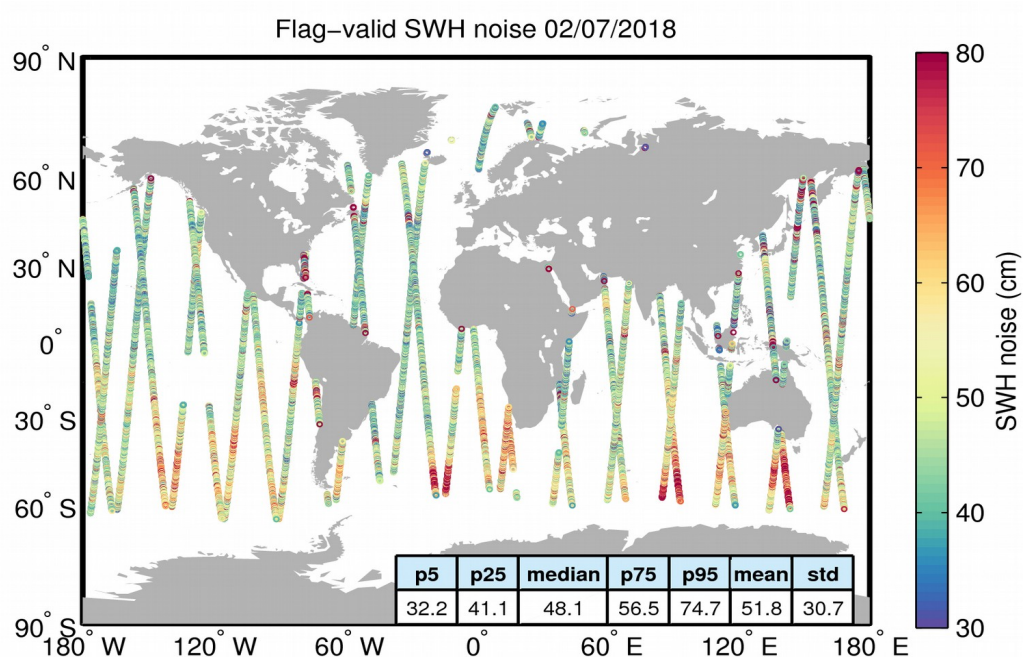 Flag−valid SWH noise 02/07/2018
90° N
60° N
30° N
0°
30° S
60° S
90° S
180° W
120° W
60° W
0°
60° E
120° E
180° E
p5 p25 median p75 p95 mean std
32.2 41.1 48.1 56.5 74.7 51.8 30.7
80
70
60
50
40
30
SWH noise (cm)